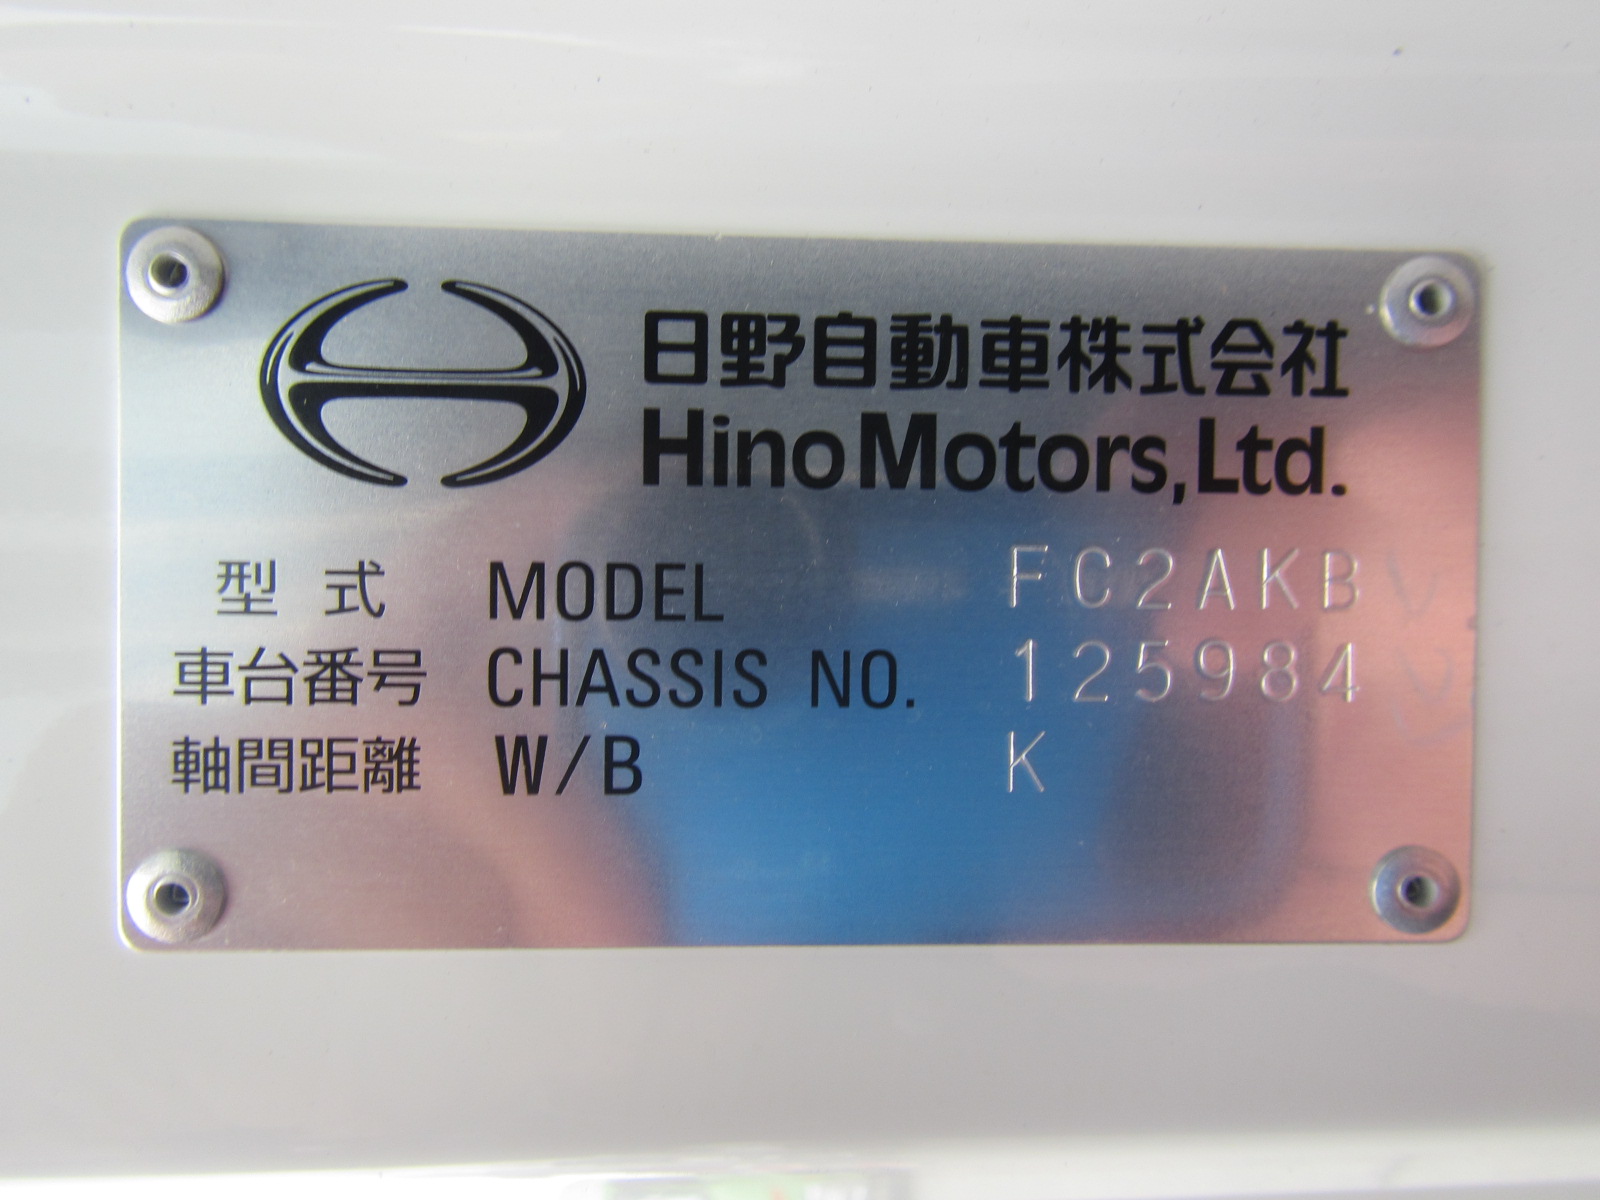 日野自動車株式会社
Hino Motors, Ltd.
型式 MODEL FC2AKB
車台番号 CHASSIS NO. 125984
軸間距離 W/B K